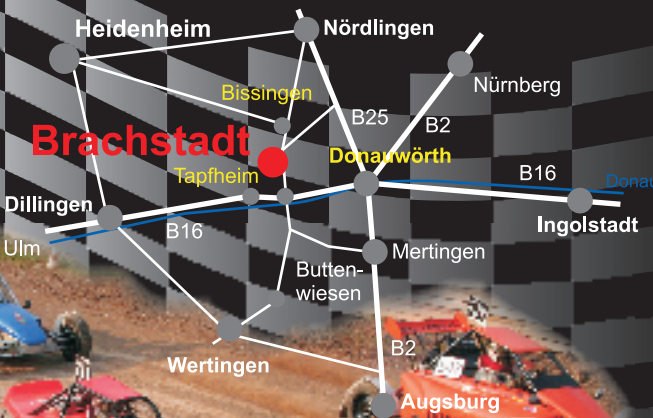 Heidenheim
Nördlingen
Nürnberg
Bissingen
B25
B2
Brachstadt
Donauwörth
Tapfheim
B16
Donau
Dillingen
B16
Ingolstadt
Ulm
Mertingen
Butten-
wiesen
B2
Wertingen
Augsburg